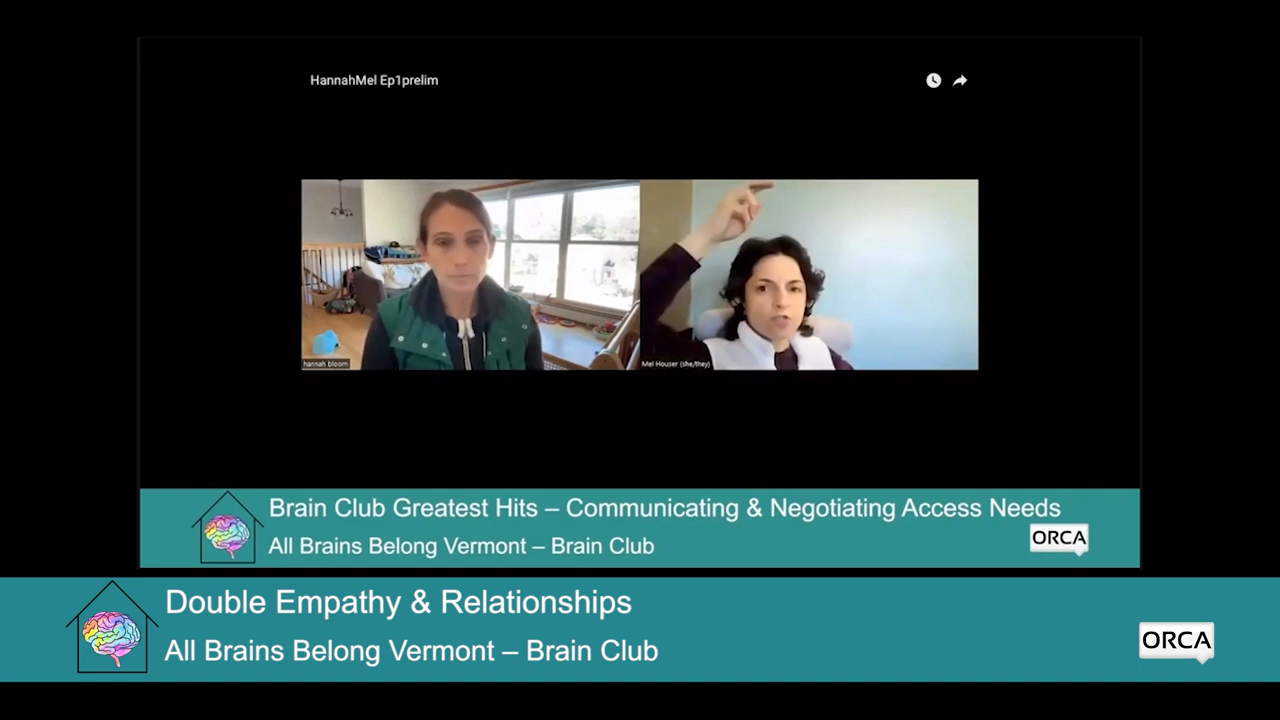 HannahMel Ep1prelim
hannah bloom
Mel Houser (she/they)
Brain Club Greatest Hits – Communicating & Negotiating Access Needs
All Brains Belong Vermont – Brain Club
ORCA
Double Empathy & Relationships
All Brains Belong Vermont – Brain Club
ORCA